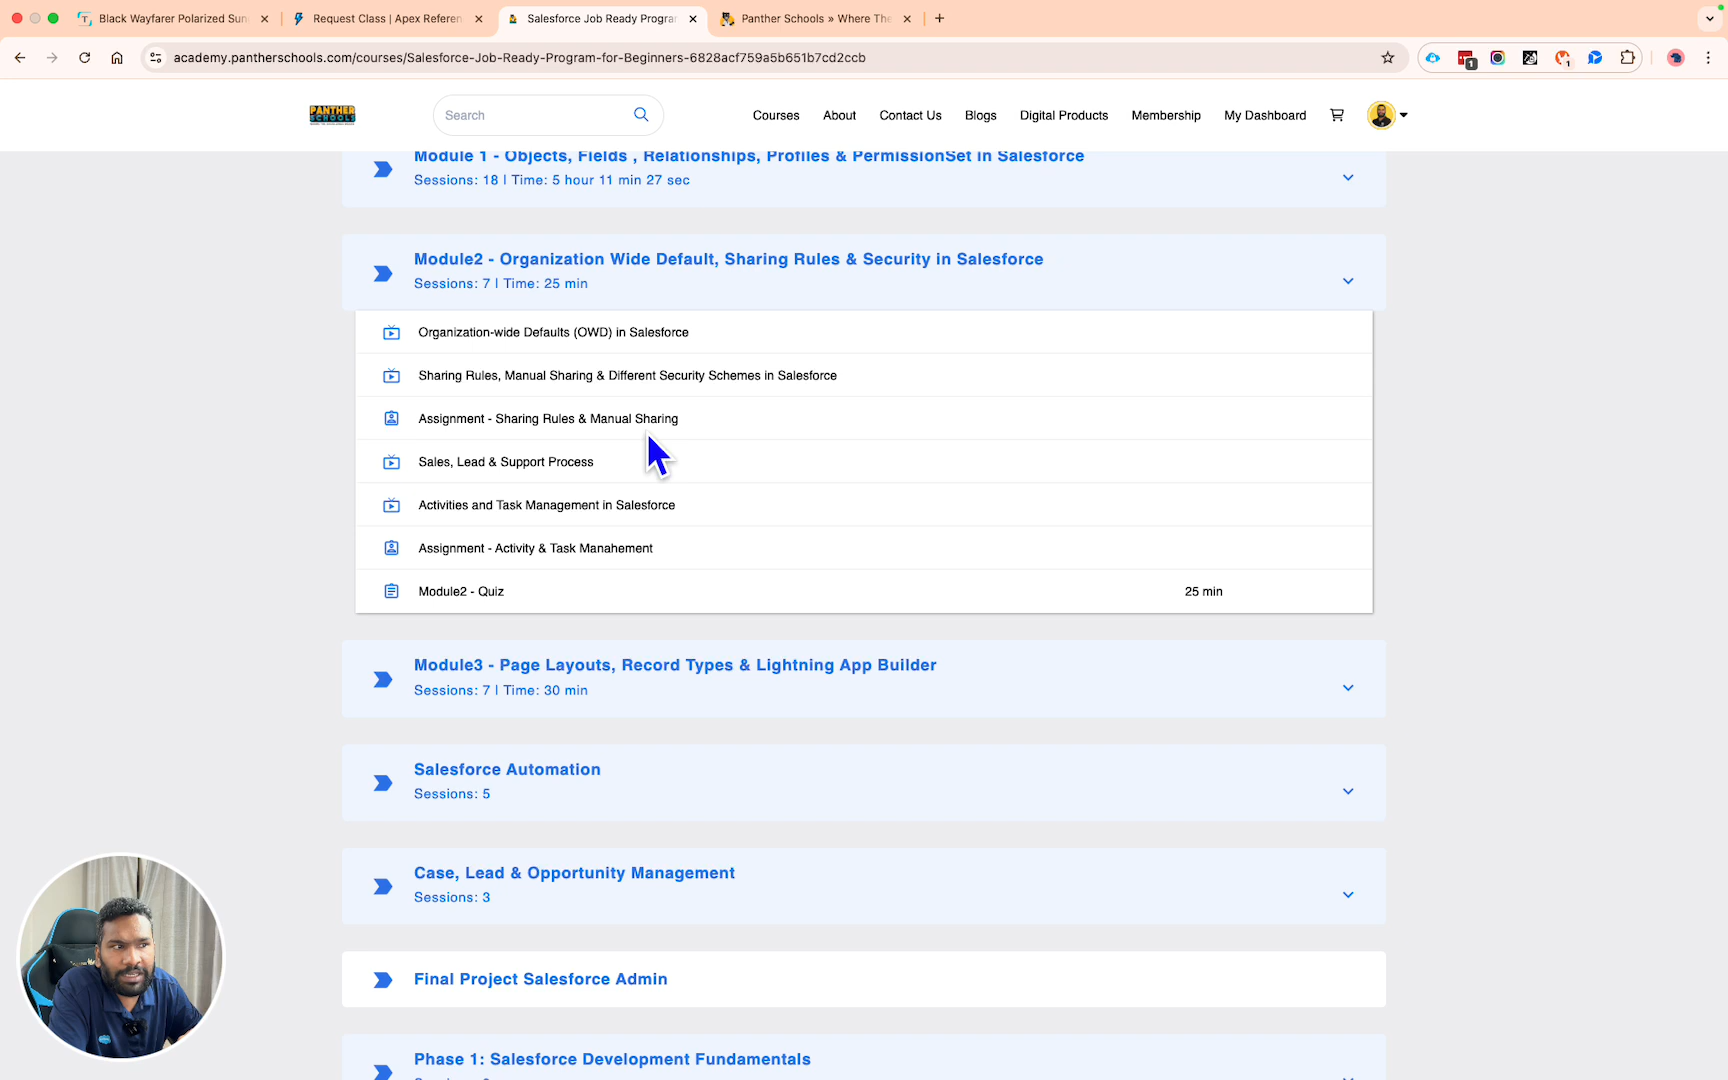 Black Wayfarer Polarized Sun
Request Class | Apex Referen
Salesforce Job Ready Progra
Panther Schools » Where The
academy.pantherschools.com/courses/Salesforce-Job-Ready-Program-for-Beginners-6828acf759a5b651b7cd2ccb
1
1
PANTHER
SCHOOLS
Search
Courses
About
Contact Us
Blogs
Digital Products
Membership
My Dashboard
Module 1 - Objects, Fields , Relationships, Profiles & PermissionSet in Salesforce
Sessions: 18 | Time: 5 hour 11 min 27 sec
Module2 - Organization Wide Default, Sharing Rules & Security in Salesforce
Sessions: 7 | Time: 25 min
Organization-wide Defaults (OWD) in Salesforce
Sharing Rules, Manual Sharing & Different Security Schemes in Salesforce
Assignment - Sharing Rules & Manual Sharing
Sales, Lead & Support Process
Activities and Task Management in Salesforce
Assignment - Activity & Task Manahement
Module2 - Quiz
25 min
Module3 - Page Layouts, Record Types & Lightning App Builder
Sessions: 7 | Time: 30 min
Salesforce Automation
Sessions: 5
Case, Lead & Opportunity Management
Sessions: 3
Final Project Salesforce Admin
Phase 1: Salesforce Development Fundamentals